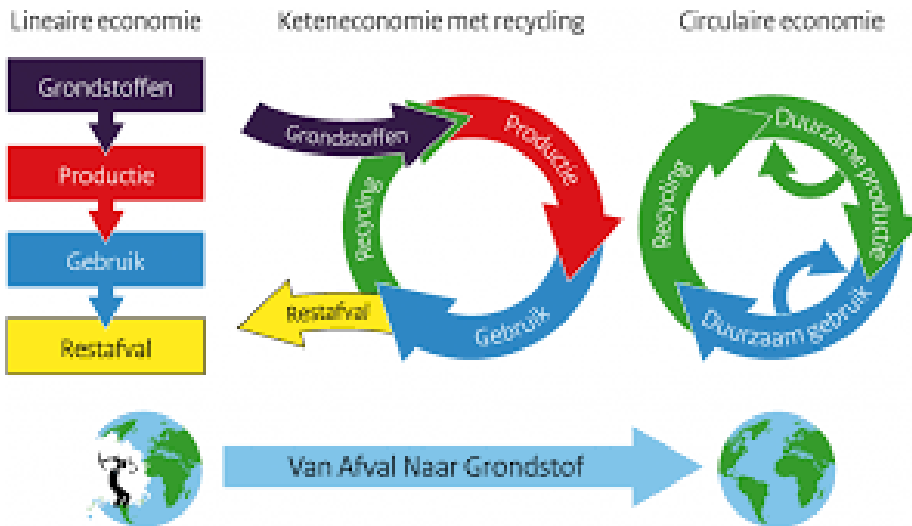 Lineaire economie
Keteneconomie met recycling
Circulaire economie
Grondstoffen
Productie
Gebruik
Restafval
Grondstoffen
Productie
Recycling
Restafval
Gebruik
Duurzame productie
Recycling
Duurzaam gebruik
Van Afval Naar Grondstof